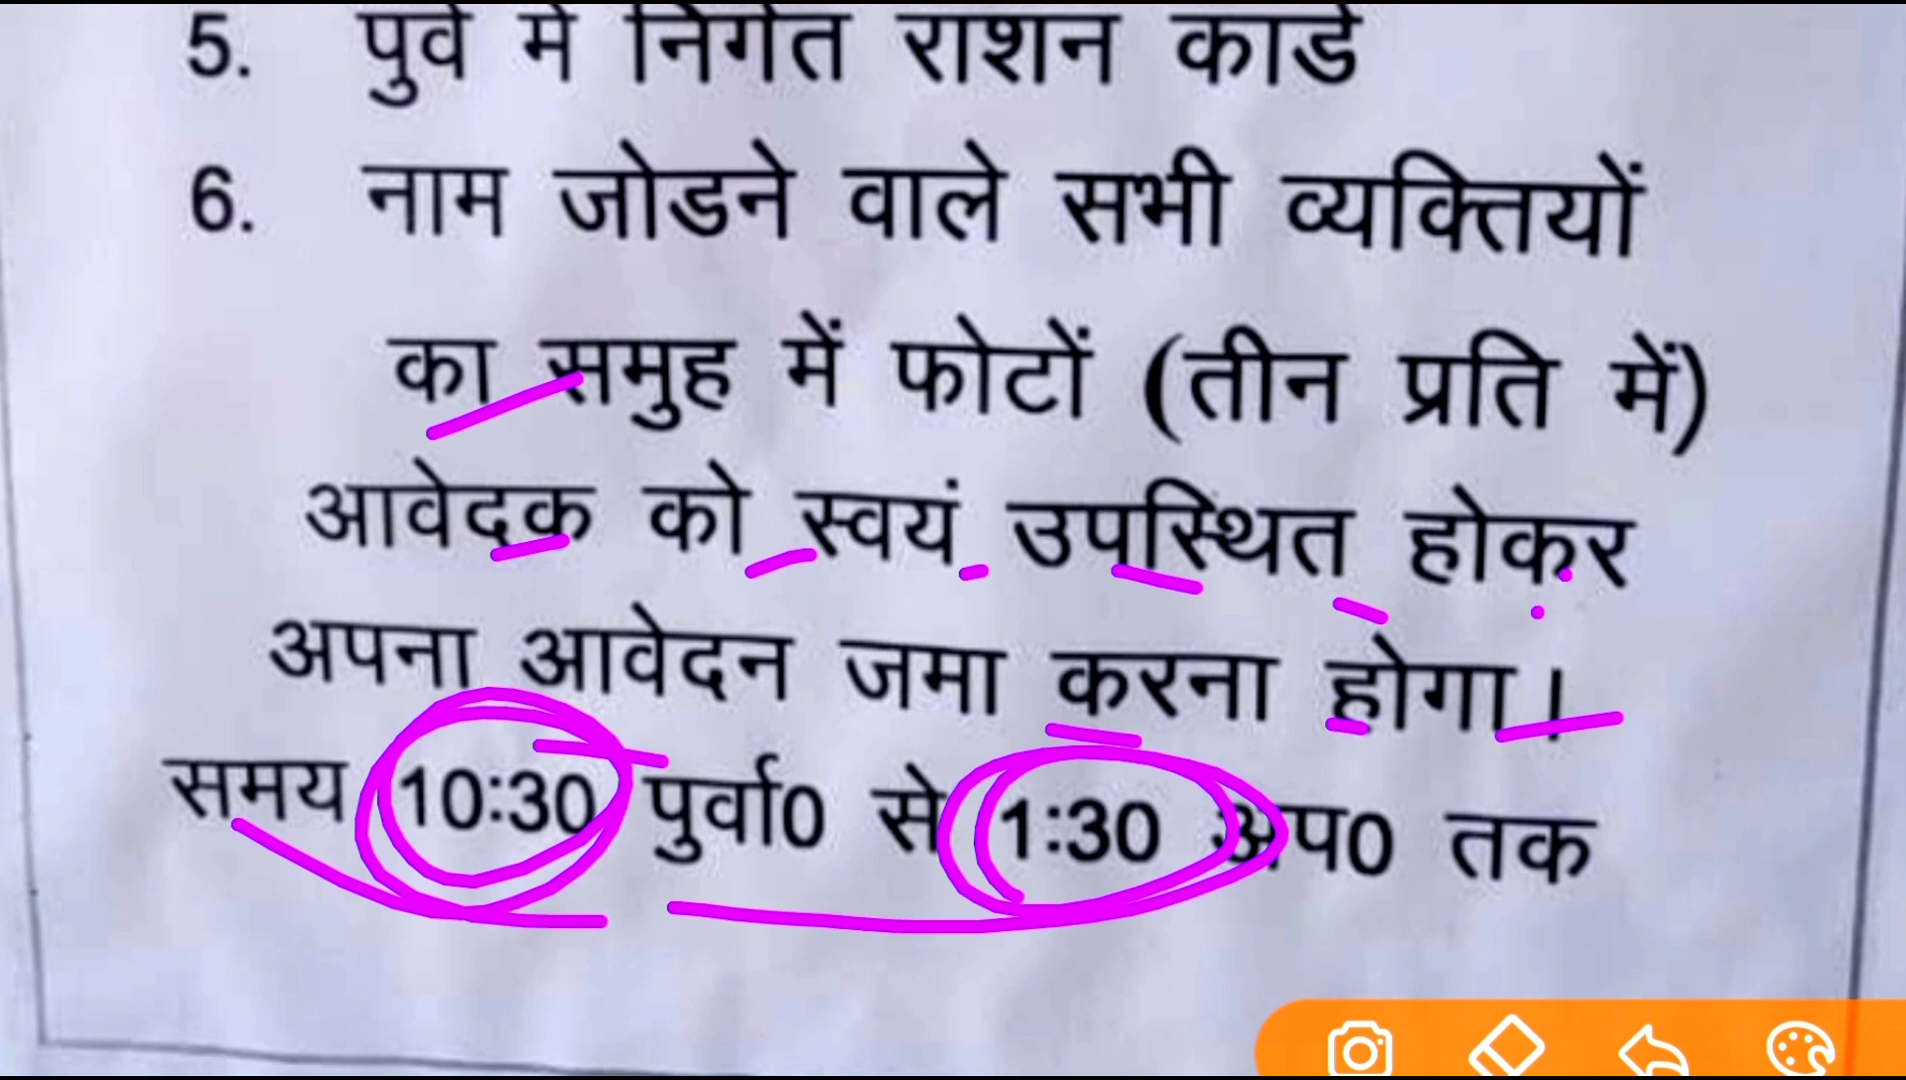 5. पुर्व में निर्गत राशन कार्ड
6. नाम जोडने वाले सभी व्यक्तियों
का समुह में फोटों (तीन प्रति में)
आवेदक को स्वयं उपस्थित होकर
अपना आवेदन जमा करना होगा।
समय 10:30 पुर्वा0 से 1:30 अप0 तक